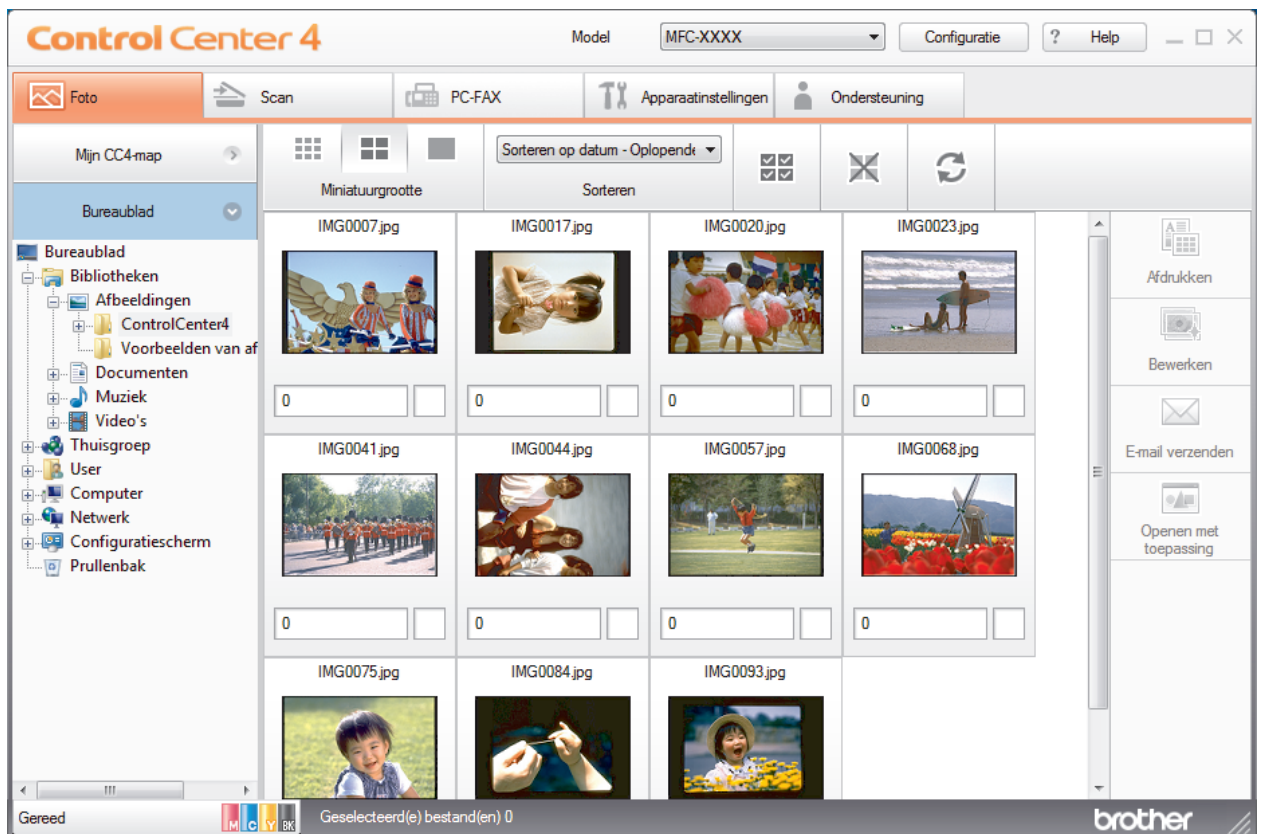 Control Center 4
Model
MFC-XXXX
Configuratie
? Help
Foto
Scan
PC-FAX
Apparaatinstellingen
Ondersteuning
Mijn CC4-map
Miniatuurgrootte
Sorteren op datum - Oplopende
Sorteren
Bureaublad
Bureaublad
Bibliotheken
Afbeeldingen
ControlCenter4
Voorbeelden van af
Documenten
Muziek
Video's
Thuisgroep
User
Computer
Netwerk
Configuratiescherm
Prullenbak
IMG0007.jpg
IMG0017.jpg
IMG0020.jpg
IMG0023.jpg
0
0
0
0
IMG0041.jpg
IMG0044.jpg
IMG0057.jpg
IMG0068.jpg
0
0
0
0
IMG0075.jpg
IMG0084.jpg
IMG0093.jpg
Afdrukken
Bewerken
E-mail verzenden
Openen met
toepassing
Gereed
M C Y BK
Geselecteerd(e) bestand(en) 0
brother